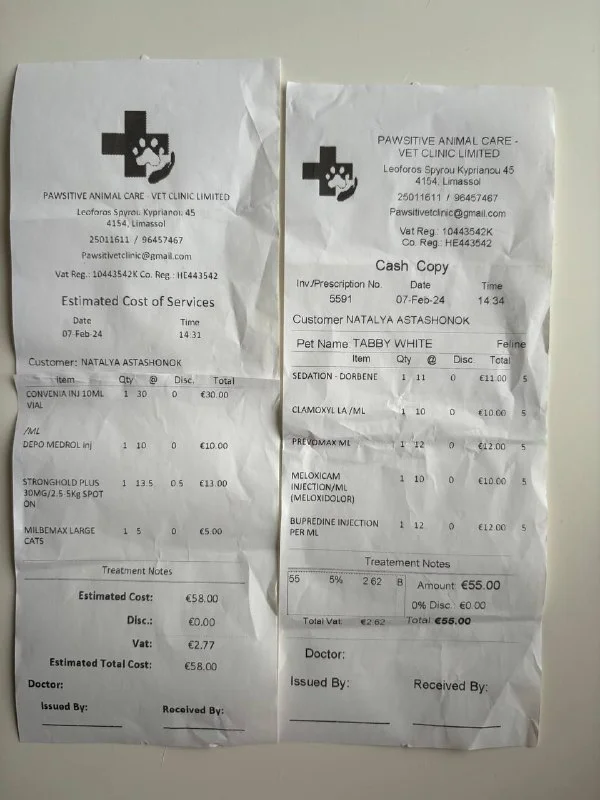 PAWSITIVE ANIMAL CARE - VET CLINIC LIMITED
Leoforos Spyrou Kyprianou 45
4154, Limassol
25011611 / 96457467
Pawsitivetclinic@gmail.com
Vat Reg.: 10443542K Co. Reg.: HE443542
Estimated Cost of Services
Date Time
07-Feb-24 14:31
Customer: NATALYA ASTASHONOK
Item Qty @ Disc. Total
CONVENIA INJ 10ML 1 30 0 €30.00
VIAL
/ML
DEPO MEDROL inj 1 10 0 €10.00
STRONGHOLD PLUS 1 13.5 0.5 €13.00
30MG/2.5-5Kg SPOT
ON
MILBEMAX LARGE 1 5 0 €5.00
CATS
Treatment Notes
Estimated Cost: €58.00
Disc.: €0.00
Vat: €2.77
Estimated Total Cost: €58.00
Doctor:
Issued By: Received By:
PAWSITIVE ANIMAL CARE -
VET CLINIC LIMITED
Leoforos Spyrou Kyprianou 45
4154, Limassol
25011611 / 96457467
Pawsitivetclinic@gmail.com
Vat Reg.: 10443542K
Co. Reg.: HE443542
Cash Copy
Inv./Prescription No. Date Time
5591 07-Feb-24 14:34
Customer NATALYA ASTASHONOK
Pet Name TABBY WHITE Feline
Item Qty @ Disc Total
SEDATION - DORBENE 1 11 0 €11.00 5
CLAMOXYL LA /ML 1 10 0 €10.00 5
PREVOMAX ML 1 12 0 €12.00 5
MELOXICAM 1 10 0 €10.00 5
INJECTION/ML
(MELOXIDOLOR)
BUPREDINE INJECTION 1 12 0 €12.00 5
PER ML
Treatement Notes
55 5% 2.62 B Amount €55.00
0% Disc.: €0.00
Total Vat: €2.62 Total €55.00
Doctor:
Issued By: Received By: